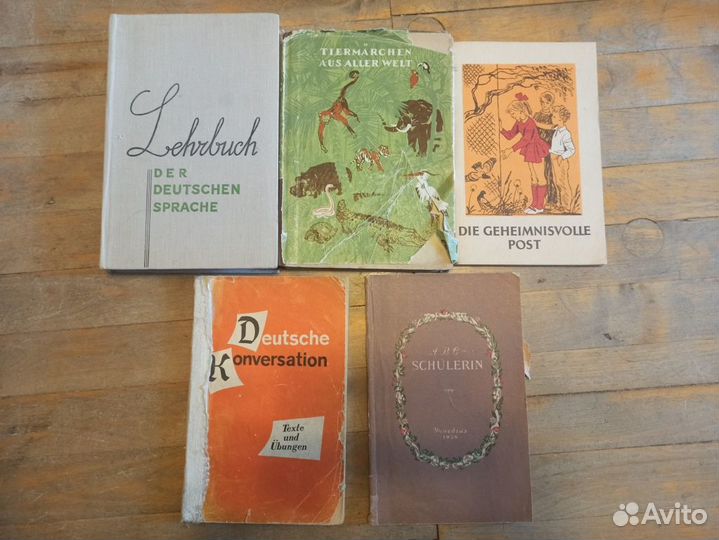 Lehrbuch
DER
DEUTSCHEN
SPRACHE
TIERMÄRCHEN
AUS ALLER WELT
DIE GEHEIMNISVOLLE
POST
Deutsche
Konversation
Texte
und
Übungen
SCHÜLERIN
Avito